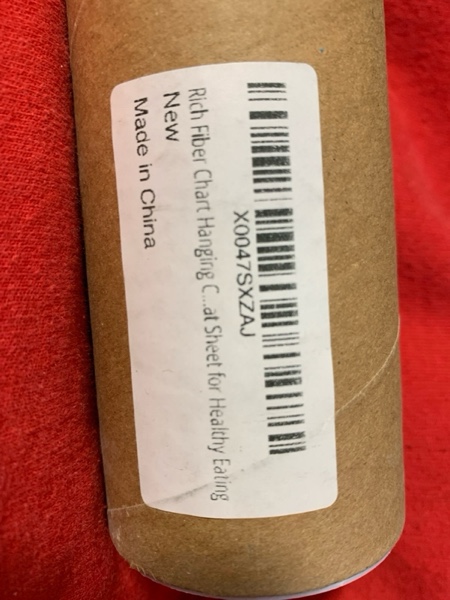 X0047SXZAJ
Rich Fiber Chart Hanging C...at Sheet for Healthy Eating
New
Made in China